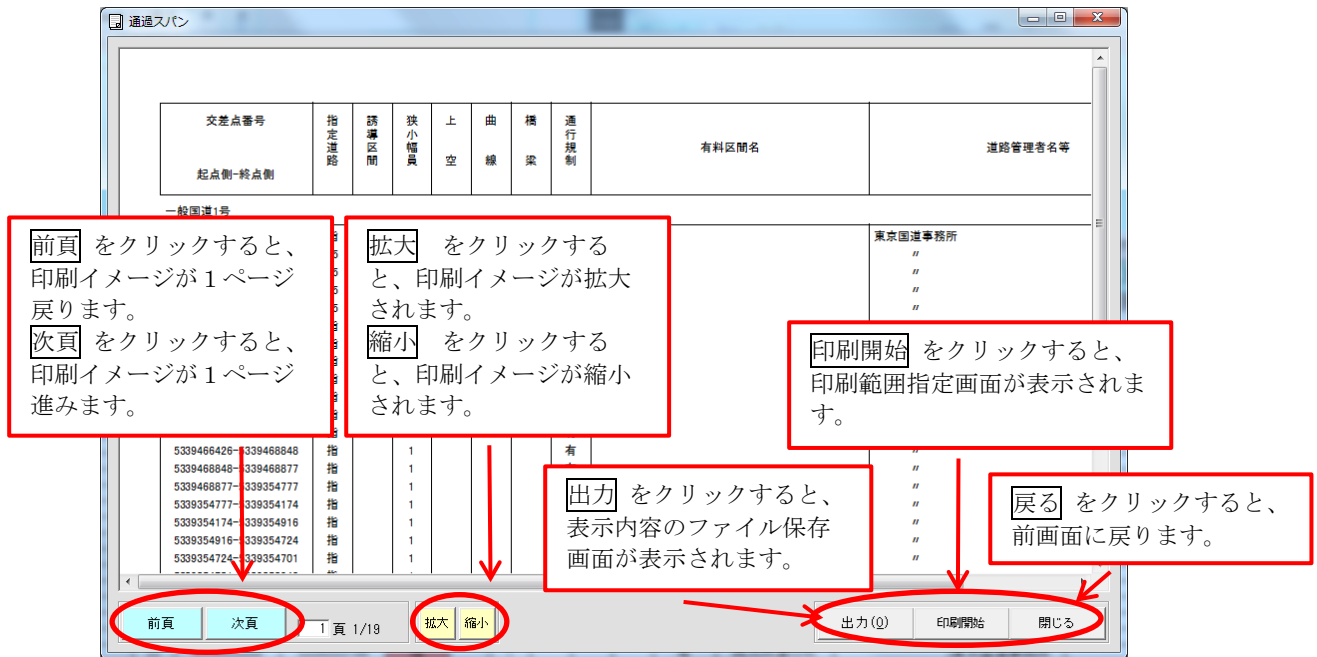 通過スパン
交差点番号
起点側-終点側
指定道路
誘導区間
狭小幅員
上空
曲線
橋梁
通行規制
有料区間名
道路管理者名等
一般国道1号
東京国道事務所
〃
〃
〃
〃
前頁 をクリックすると、
印刷イメージが1ページ
戻ります。
次頁 をクリックすると、
印刷イメージが1ページ
進みます。
拡大 をクリックする
と、印刷イメージが拡大
されます。
縮小 をクリックする
と、印刷イメージが縮小
されます。
印刷開始 をクリックすると、
印刷範囲指定画面が表示されま
す。
5339466426-5339468848 指 1 有 〃
5339468848-5339468877 指 1 〃
5339468877-5339354777 指 1 〃
5339354777-5339354174 指 1 〃
5339354174-5339354916 指 1 〃
5339354916-5339354724 指 1 〃
5339354724-5339354701 指 1 〃
出力 をクリックすると、
表示内容のファイル保存
画面が表示されます。
戻る をクリックすると、
前画面に戻ります。
前頁 次頁 1 頁 1/19 拡大 縮小 出力(O) 印刷開始 閉じる